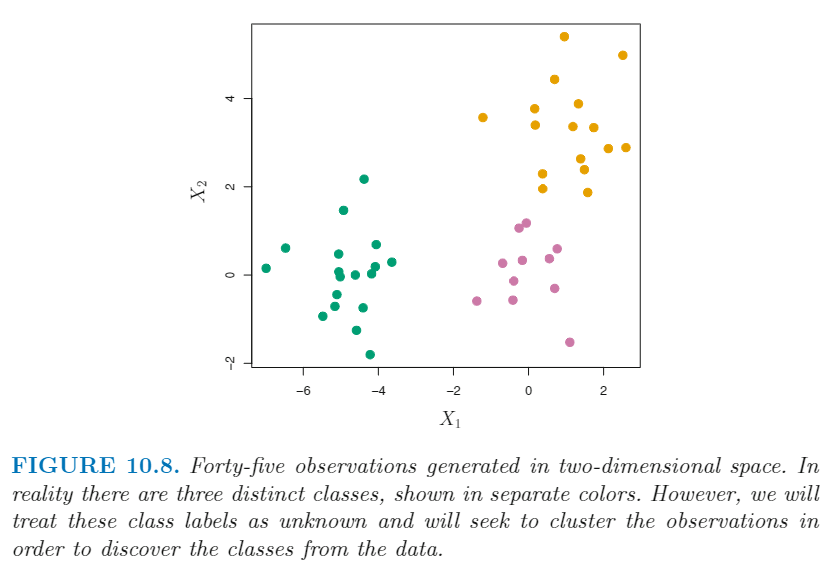 4
2
0
−2
X2
−6
−4
−2
0
2
X1
FIGURE 10.8. Forty-five observations generated in two-dimensional space. In
reality there are three distinct classes, shown in separate colors. However, we will
treat these class labels as unknown and will seek to cluster the observations in
order to discover the classes from the data.